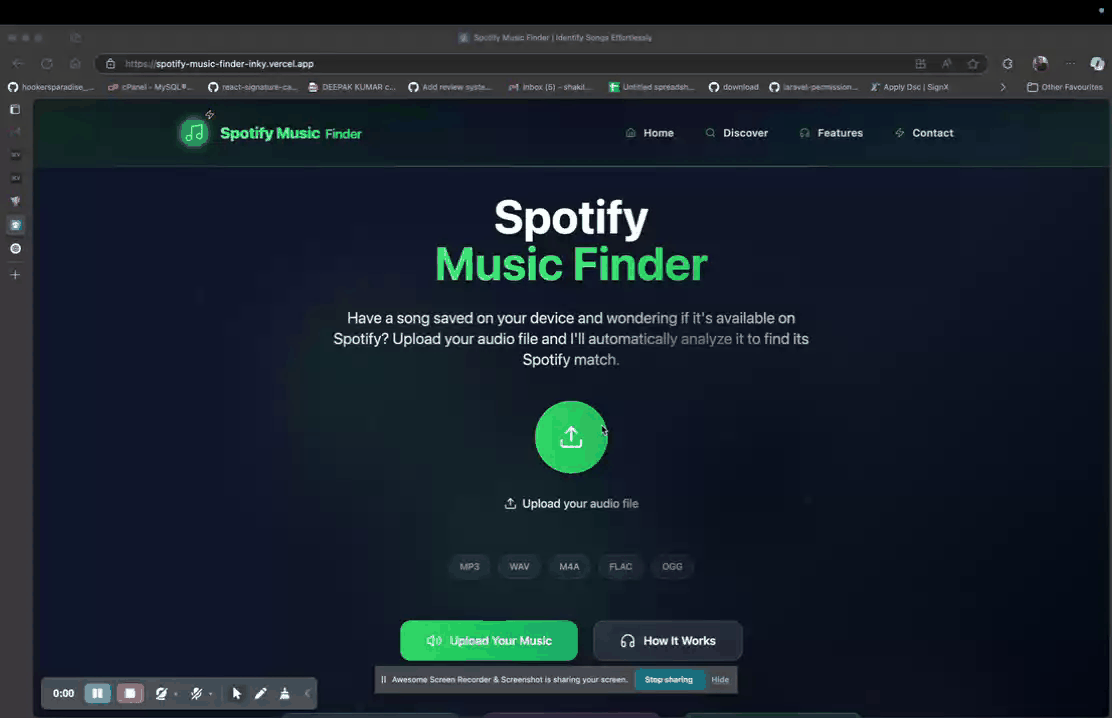 Spotify Music Finder | Identify Songs Effortlessly
https://spotify-music-finder-inky.vercel.app
hookersparadise_... cPanel - MySQL®... react-signature-ca... DEEPAK KUMAR c... Add review syste... Inbox (5) - shakil... Untitled spreadsh... download laravel-permission... Apply Dsc | SignX Other Favourites
Spotify Music Finder
Home Discover Features Contact
Spotify
Music Finder
Have a song saved on your device and wondering if it's available on
Spotify? Upload your audio file and I'll automatically analyze it to find its
Spotify match.
Upload your audio file
MP3 WAV M4A FLAC OGG
Upload Your Music How It Works
Awesome Screen Recorder & Screenshot is sharing your screen. Stop sharing Hide
0:00